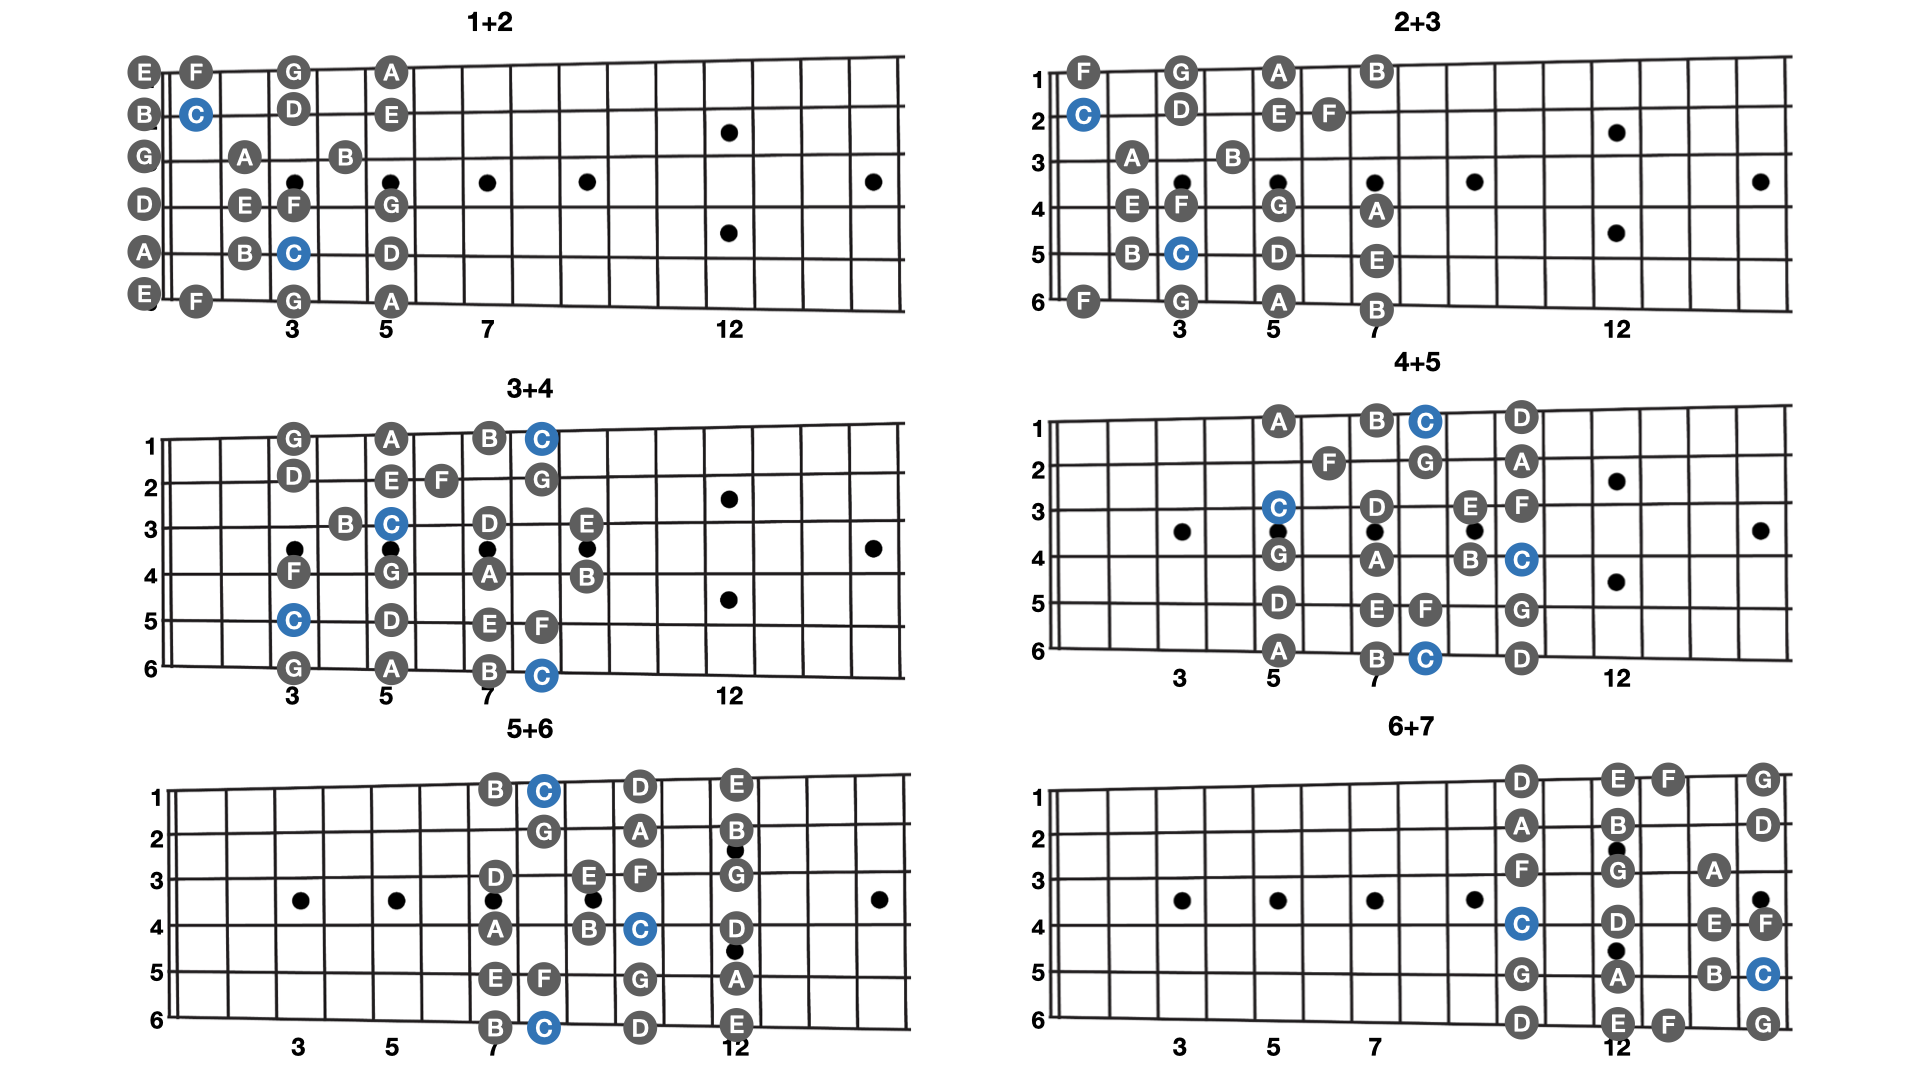 1+2
E F G A
B C D E
G A B
D E F G
A B C D
E F G A
3 5 7 12
2+3
1 F G A B
2 C D E F
3 A B
4 E F G A
5 B C D E
6 F G A B
3 5 7 12
3+4
1 G A B C
2 D E F G
3 B C D E
4 F G A B
5 C D E F
6 G A B C
3 5 7 12
4+5
1 A B C D
2 F G A
3 C D E F
4 G A B C
5 D E F G
6 A B C D
3 5 7 12
5+6
1 B C D E
2 G A B
3 D E F G
4 A B C D
5 E F G A
6 B C D E
3 5 7 12
6+7
1 D E F G
2 A B D
3 F G A
4 C D E F
5 G A B C
6 D E F G
3 5 7 12